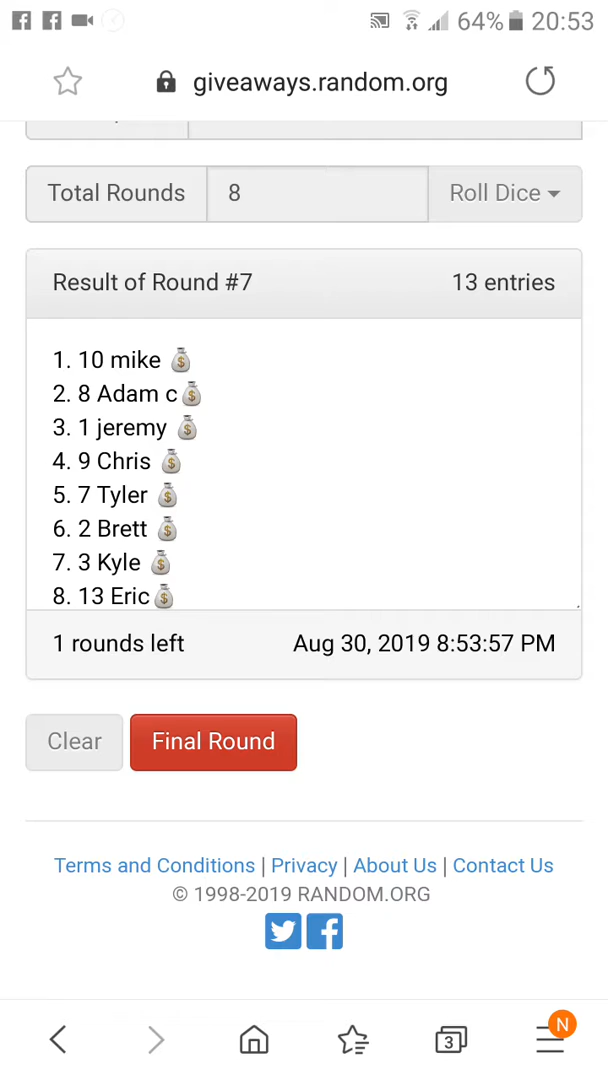 64% 20:53
giveaways.random.org
Total Rounds 8 Roll Dice
Result of Round #7 13 entries
1. 10 mike 💰
2. 8 Adam c💰
3. 1 jeremy 💰
4. 9 Chris 💰
5. 7 Tyler 💰
6. 2 Brett 💰
7. 3 Kyle 💰
8. 13 Eric💰
1 rounds left Aug 30, 2019 8:53:57 PM
Clear Final Round
Terms and Conditions | Privacy | About Us | Contact Us
© 1998-2019 RANDOM.ORG
3 N